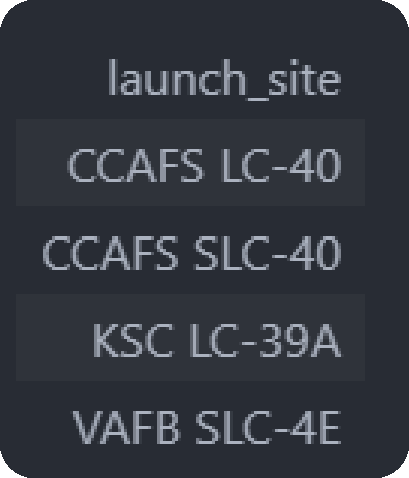 launch_site
CCAFS LC-40
CCAFS SLC-40
KSC LC-39A
VAFB SLC-4E